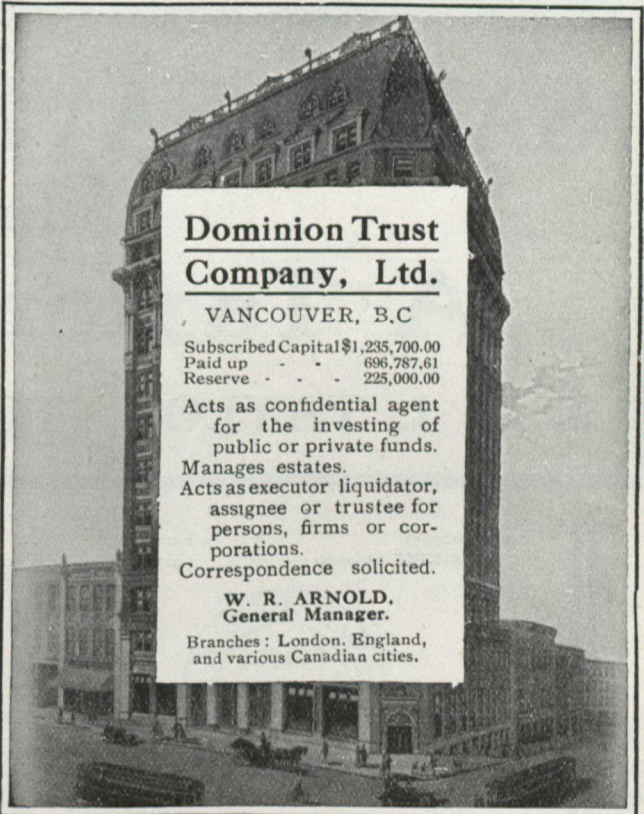 Dominion Trust
Company, Ltd.
VANCOUVER, B.C
Subscribed Capital $1,235,700.00
Paid up - - 696,787,61
Reserve - - - 225,000.00
Acts as confidential agent
for the investing of
public or private funds.
Manages estates.
Acts as executor liquidator,
assignee or trustee for
persons, firms or cor-
porations.
Correspondence solicited.
W. R. ARNOLD.
General Manager.
Branches : London. England,
and various Canadian cities.